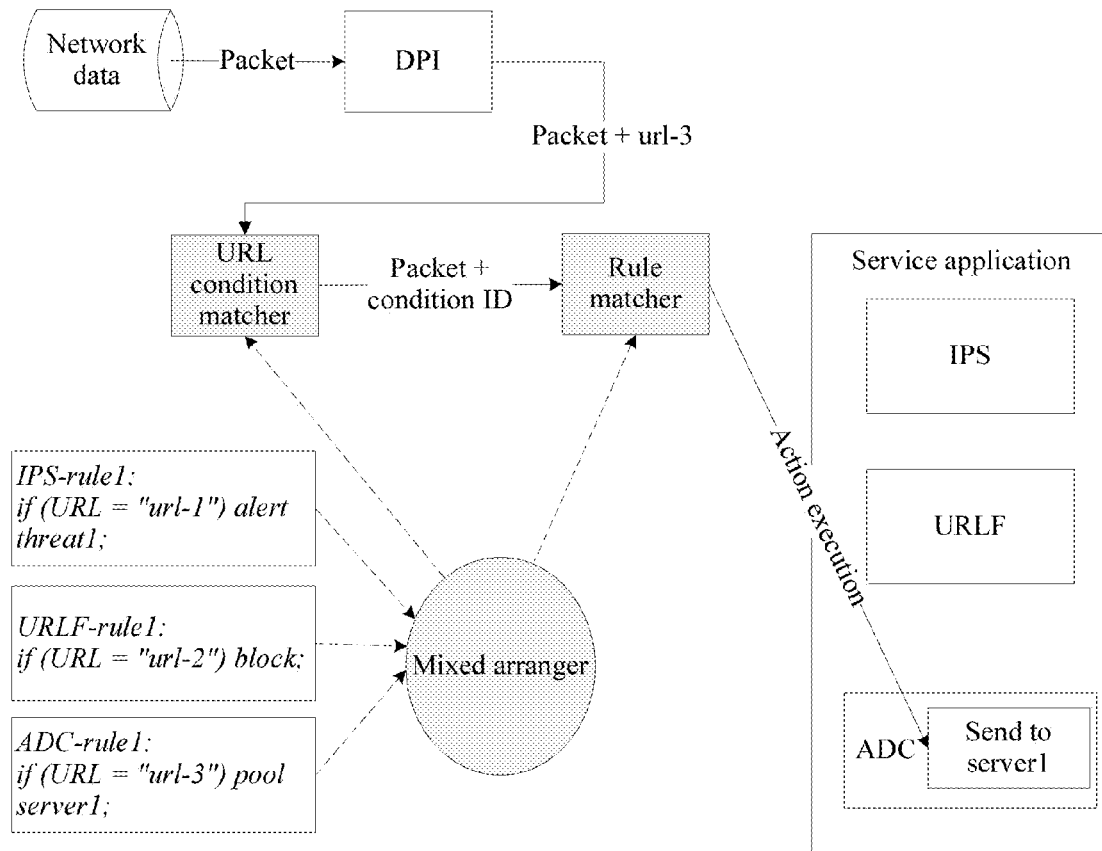 Network
data
Packet
DPI
Packet + url-3
URL
condition
matcher
Packet +
condition ID
Rule
matcher
Service application
IPS
URLF
Action execution
IPS-rule1:
if (URL = "url-1") alert
threat1;
URLF-rule1:
if (URL = "url-2") block;
ADC-rule1:
if (URL = "url-3") pool
server1;
Mixed arranger
ADC
Send to
server1